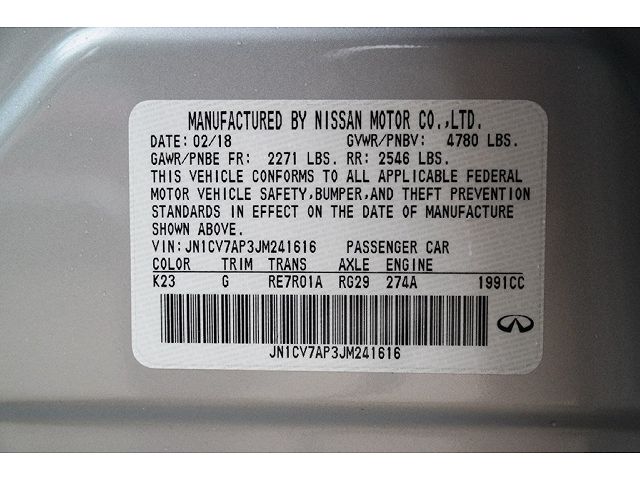 MANUFACTURED BY NISSAN MOTOR CO.,LTD.
DATE: 02/18 GVWR/PNBV: 4780 LBS.
GAWR/PNBE FR: 2271 LBS. RR: 2546 LBS.
THIS VEHICLE CONFORMS TO ALL APPLICABLE FEDERAL
MOTOR VEHICLE SAFETY,BUMPER,AND THEFT PREVENTION
STANDARDS IN EFFECT ON THE DATE OF MANUFACTURE
SHOWN ABOVE.
VIN:JN1CV7AP3JM241616 PASSENGER CAR
COLOR TRIM TRANS AXLE ENGINE
K23 G RE7R01A RG29 274A 1991CC
JN1CV7AP3JM241616